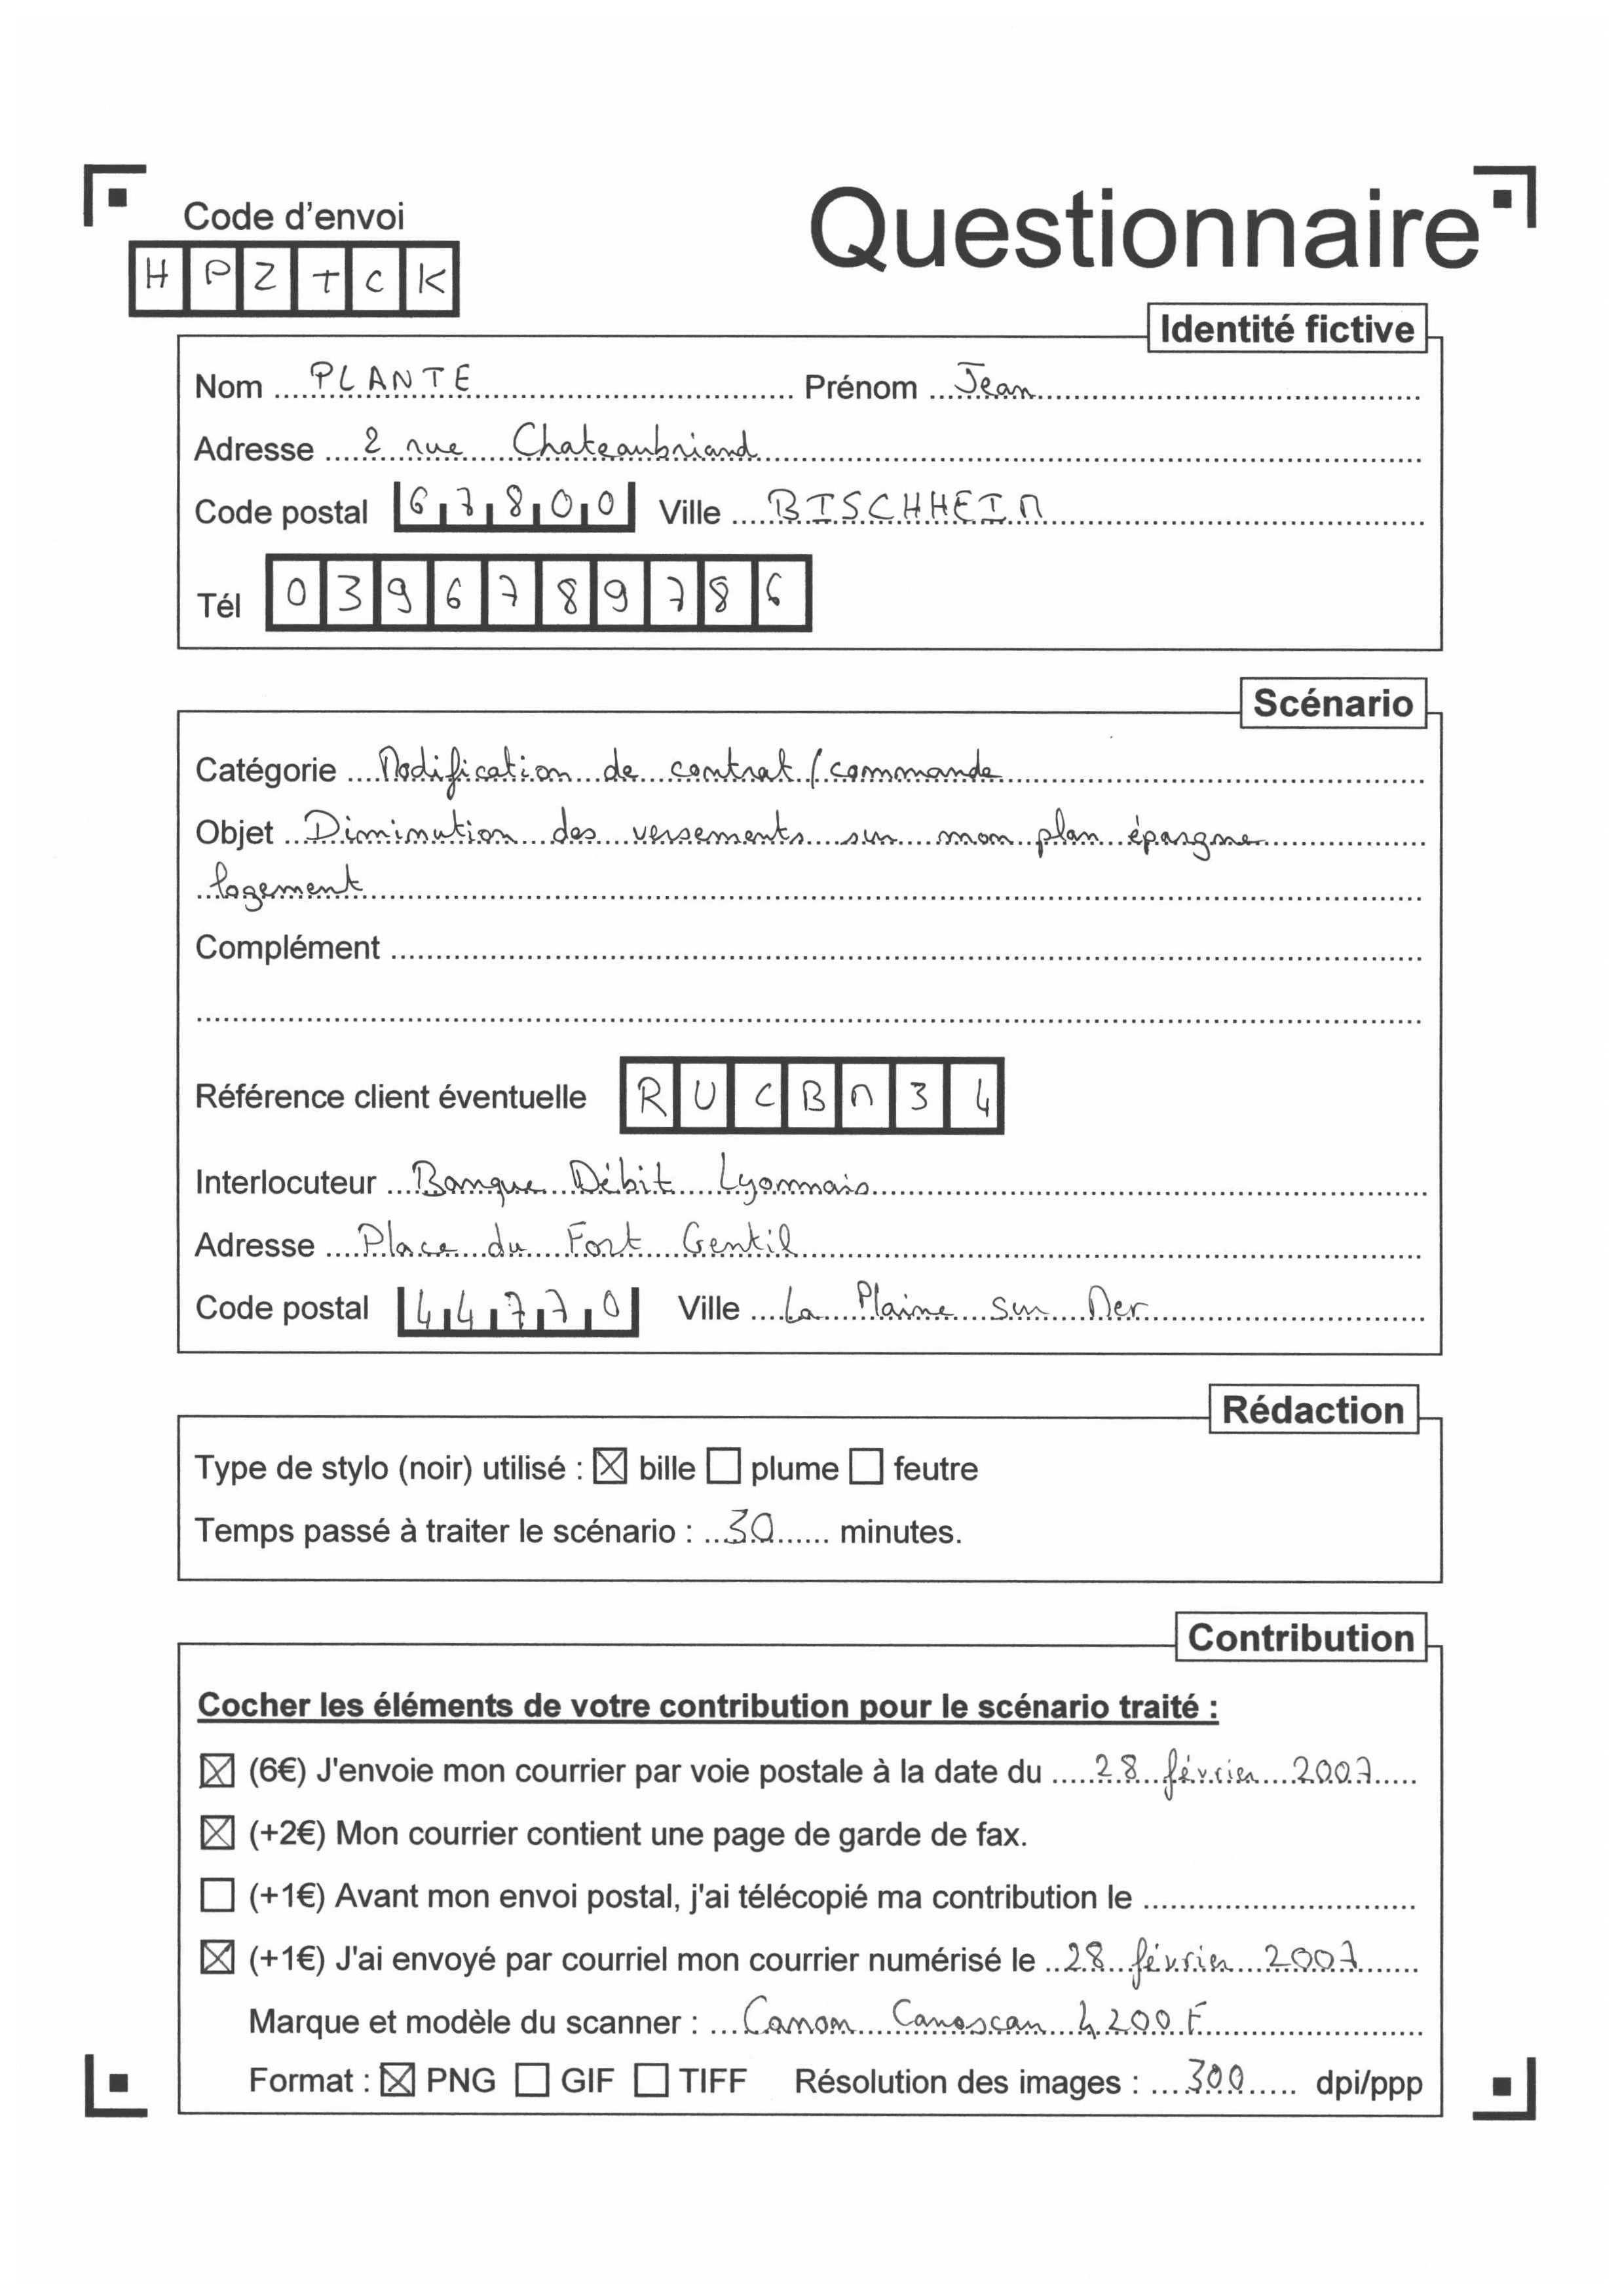 Code d'envoi
Questionnaire
HPZTCK
Identité fictive
Nom PLANTE Prénom Jean
Adresse 2 rue Chateaubriand
Code postal 67800 Ville BISCHHEIM
Tél 0396789786
Scénario
Catégorie Modification de contrat / commande
Objet Diminution des versements sur mon plan épargne
logement
Complément
Référence client éventuelle RUCBM34
Interlocuteur Banque Débit Lyonnais
Adresse Place du Fort Gentil
Code postal 44770 Ville La Plaine sur Mer
Rédaction
Type de stylo (noir) utilisé : ☒ bille ☐ plume ☐ feutre
Temps passé à traiter le scénario : 30 minutes.
Contribution
Cocher les éléments de votre contribution pour le scénario traité :
☒ (6€) J'envoie mon courrier par voie postale à la date du 28 février 2007
☒ (+2€) Mon courrier contient une page de garde de fax.
☐ (+1€) Avant mon envoi postal, j'ai télécopié ma contribution le
☒ (+1€) J'ai envoyé par courriel mon courrier numérisé le 28 février 2007
Marque et modèle du scanner : Canon Canoscan 4200F
Format : ☒ PNG ☐ GIF ☐ TIFF Résolution des images : 300 dpi/ppp